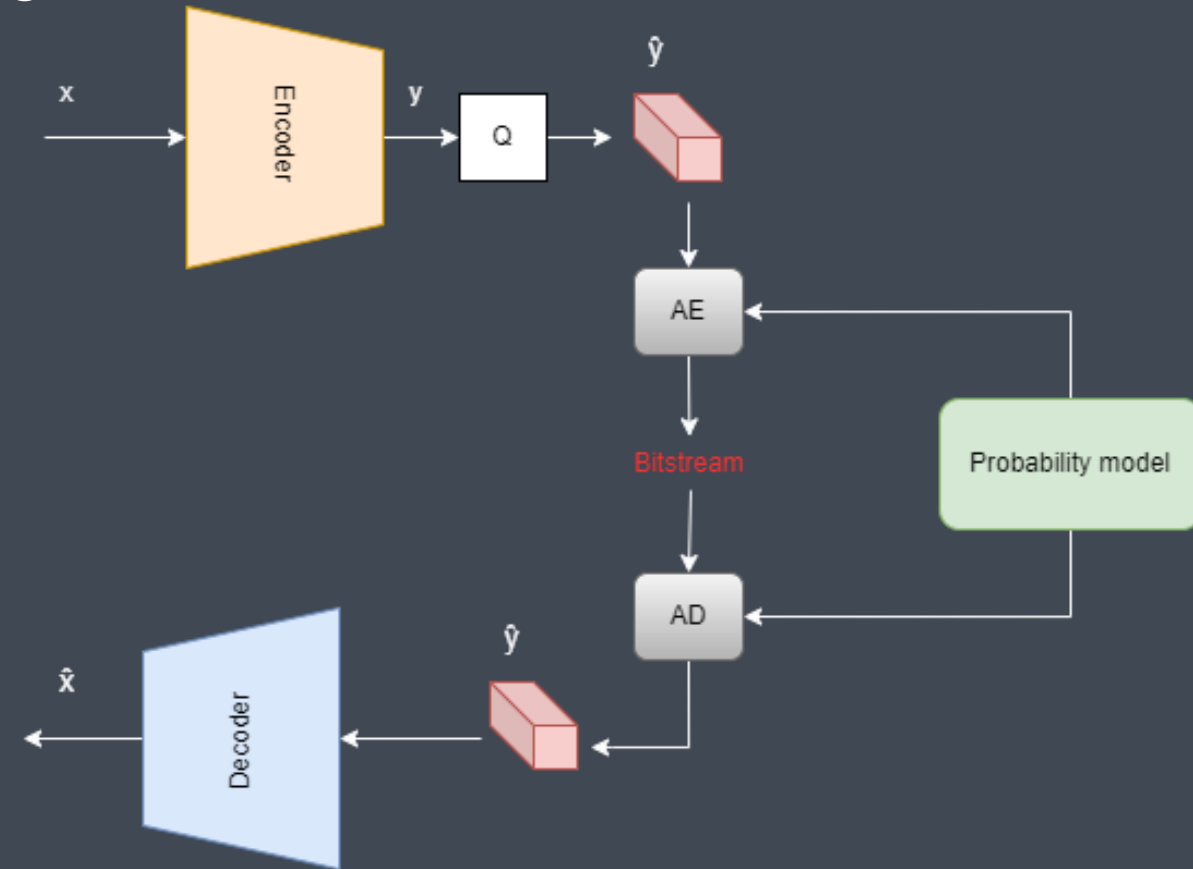 x
Encoder
y
Q
ŷ
AE
Bitstream
Probability model
AD
ŷ
Decoder
x̂